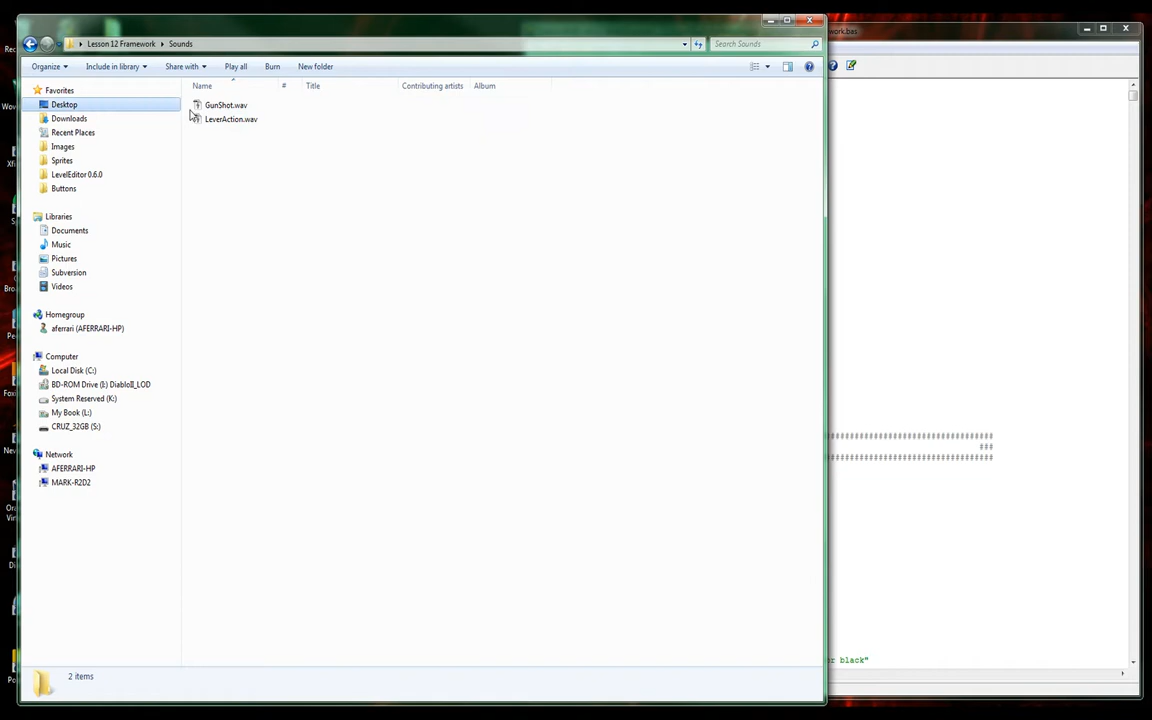 Lesson 12 Framework
Sounds
Search Sounds
work.bas
Organize
Include in library
Share with
Play all
Burn
New folder
Name
#
Title
Contributing artists
Album
GunShot.wav
LeverAction.wav
Favorites
Desktop
Downloads
Recent Places
Images
Sprites
LevelEditor 0.6.0
Buttons
Libraries
Documents
Music
Pictures
Subversion
Videos
Homegroup
aferrari (AFERRARI-HP)
Computer
Local Disk (C:)
BD-ROM Drive (I:) DiabloII_LOD
System Reserved (K:)
My Book (L:)
CRUZ_32GB (S:)
Network
AFERRARI-HP
MARK-R2D2
###
or black"
2 items